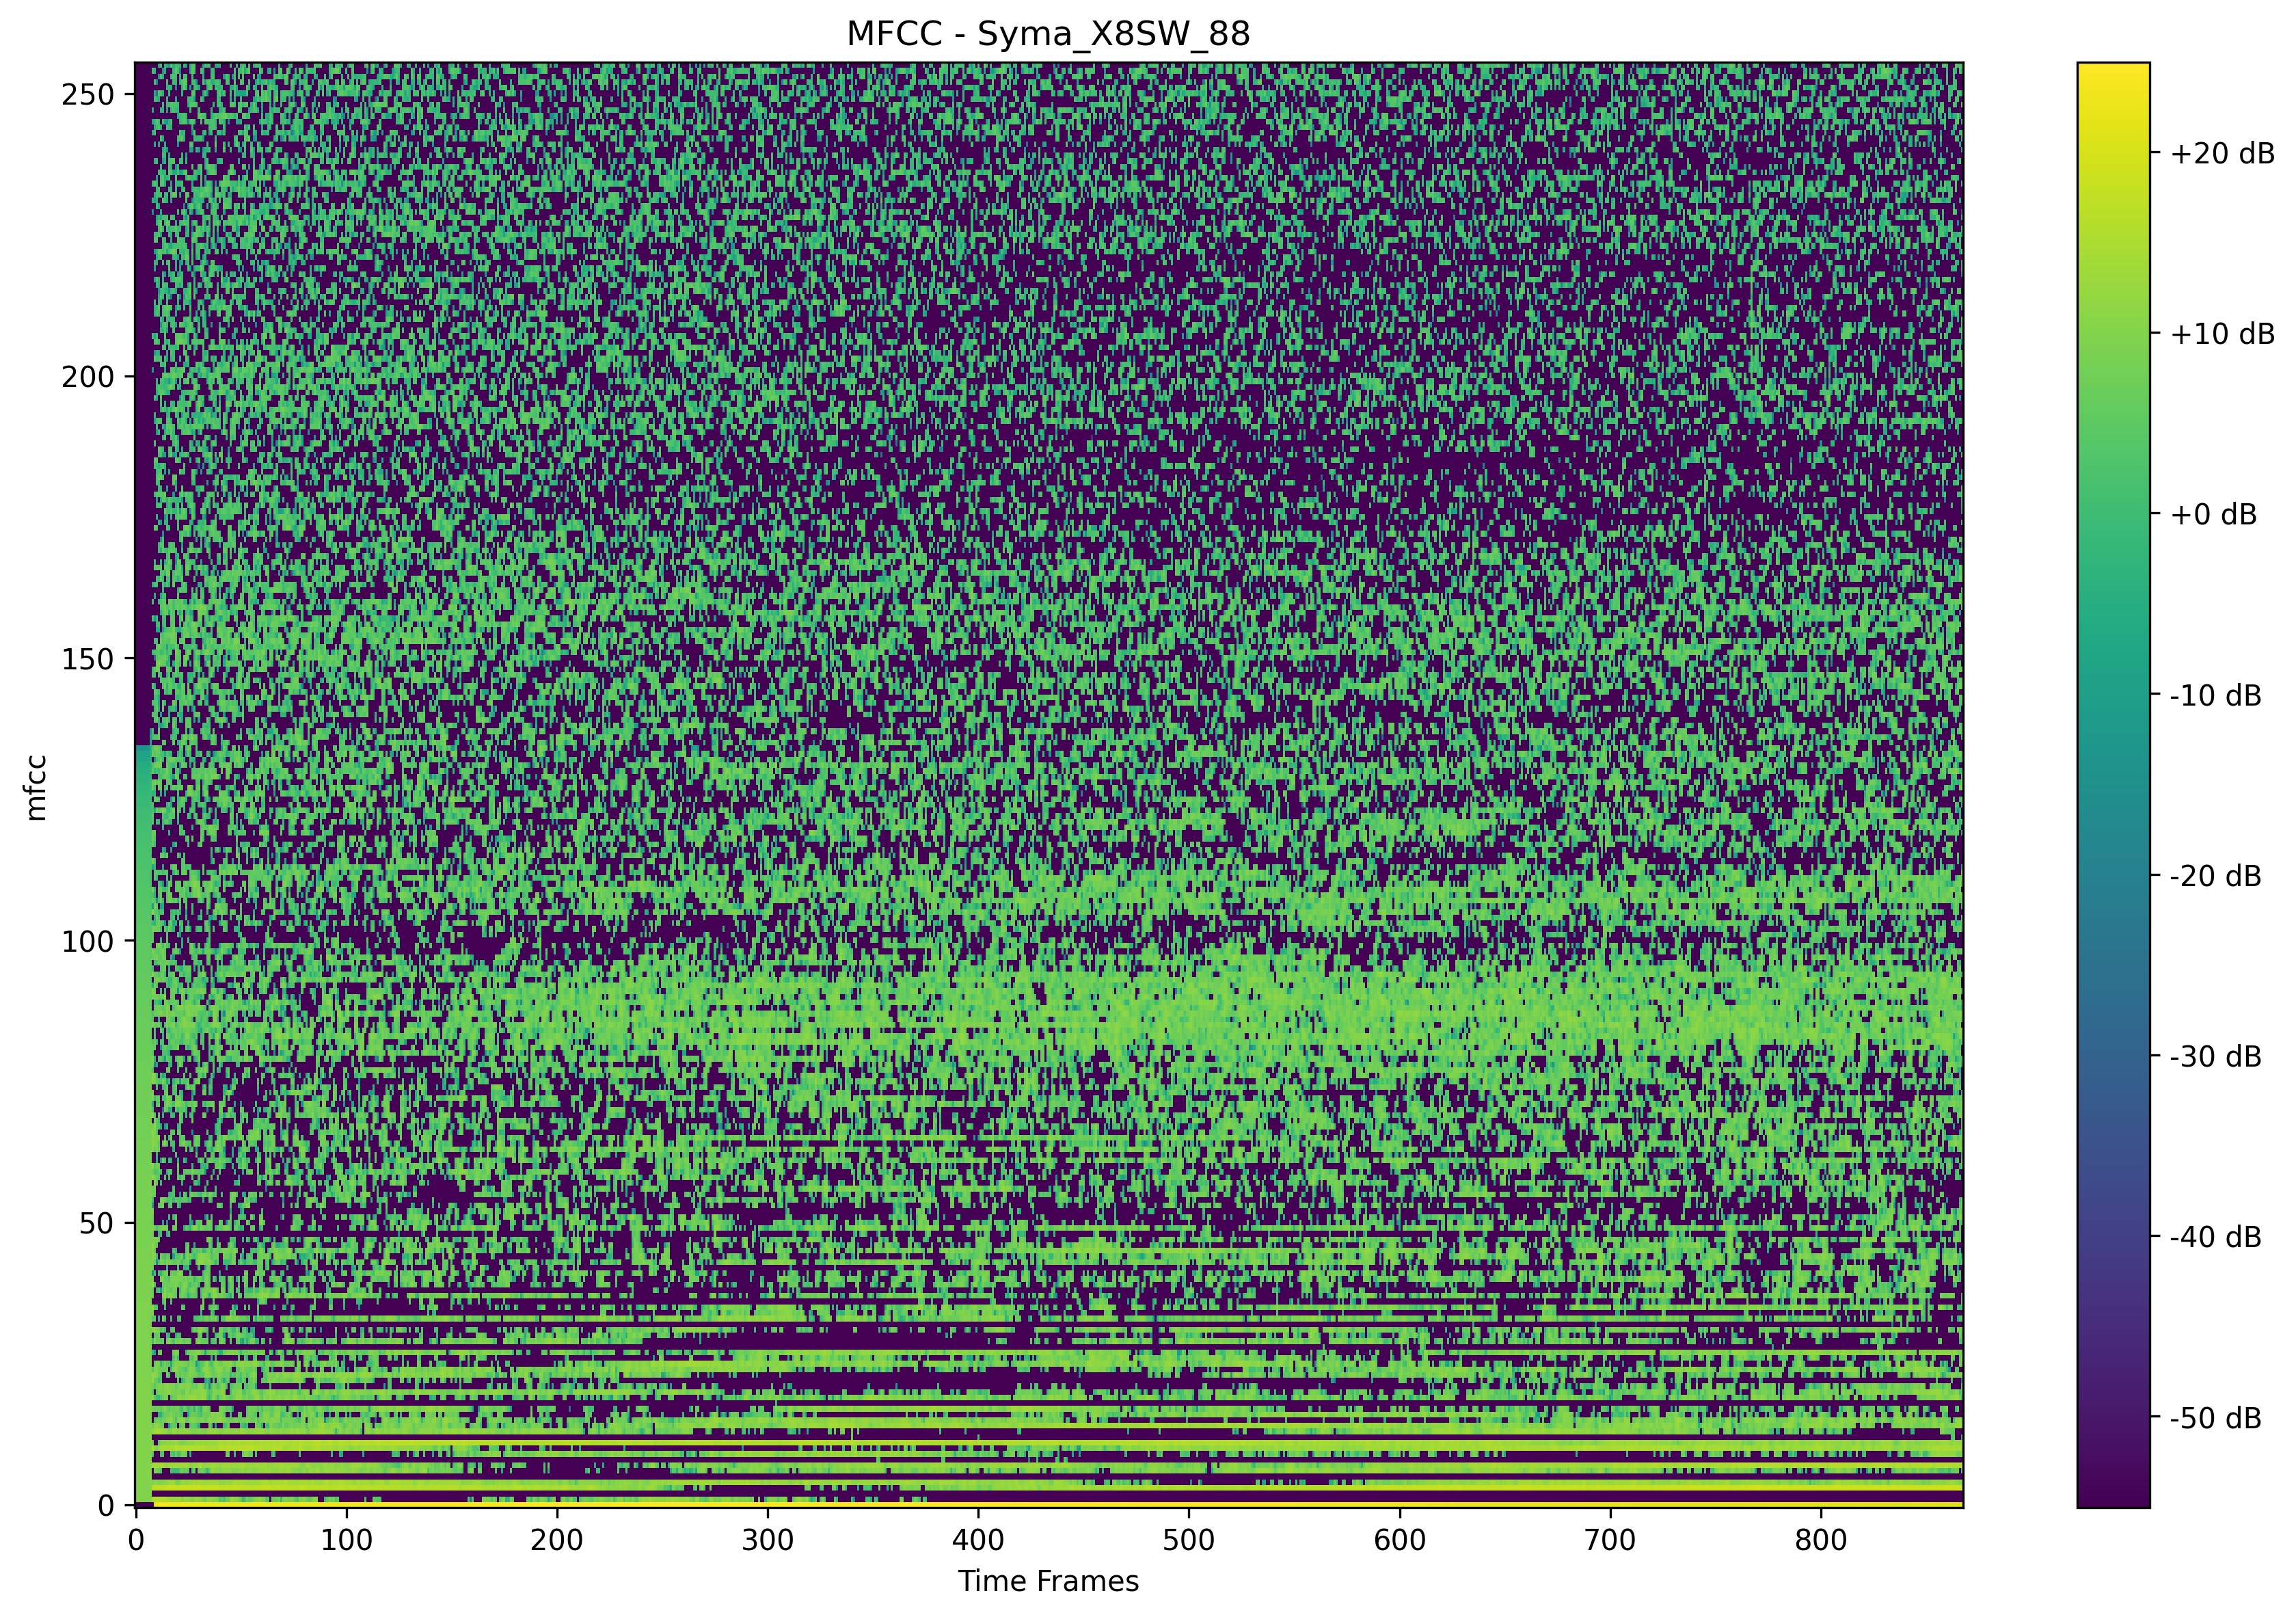 MFCC - Syma_X8SW_88
250
200
150
100
50
0
mfcc
0 100 200 300 400 500 600 700 800
Time Frames
+20 dB
+10 dB
+0 dB
-10 dB
-20 dB
-30 dB
-40 dB
-50 dB